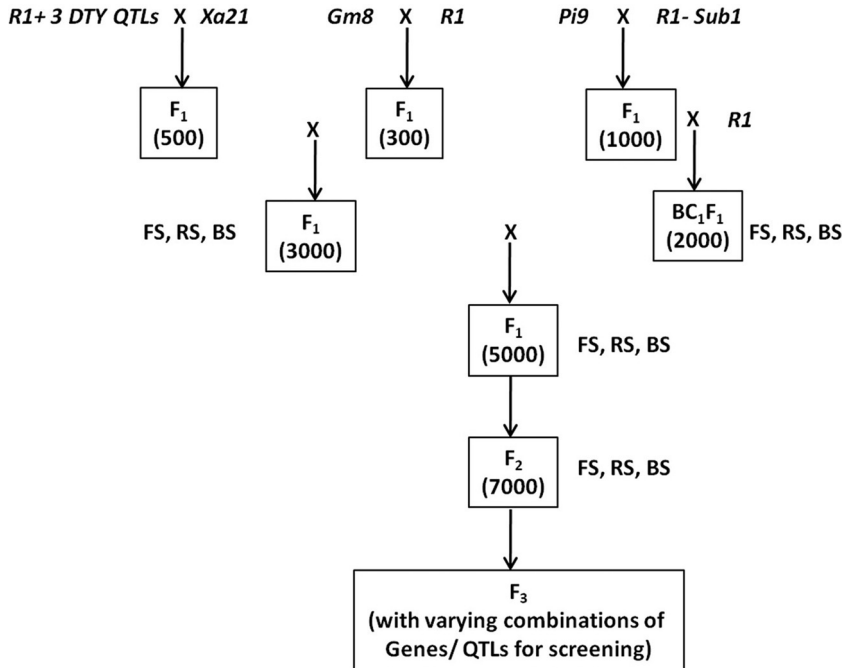 R1+ 3 DTY QTLs X Xa21
Gm8 X R1
Pi9 X R1- Sub1
F₁
(500)
X
F₁
(300)
F₁
(1000)
X R1
FS, RS, BS
F₁
(3000)
X
BC₁F₁
(2000)
FS, RS, BS
F₁
(5000)
FS, RS, BS
F₂
(7000)
FS, RS, BS
F₃
(with varying combinations of
Genes/ QTLs for screening)